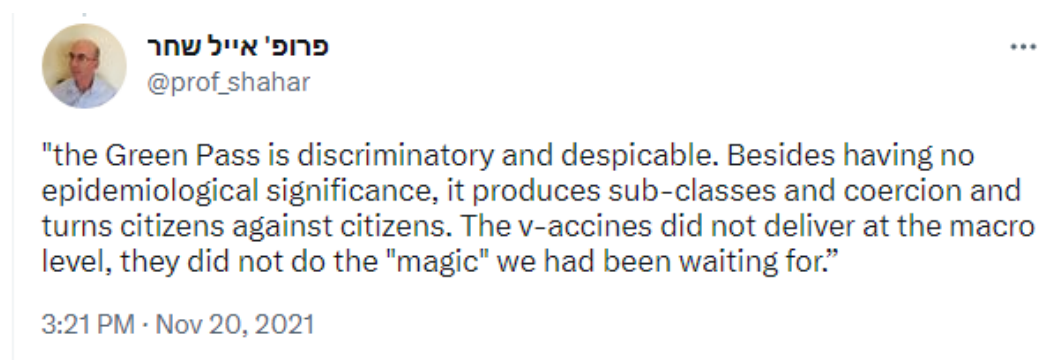 פרופ' אייל שחר
@prof_shahar
"the Green Pass is discriminatory and despicable. Besides having no
epidemiological significance, it produces sub-classes and coercion and
turns citizens against citizens. The v-accines did not deliver at the macro
level, they did not do the "magic" we had been waiting for.”
3:21 PM · Nov 20, 2021